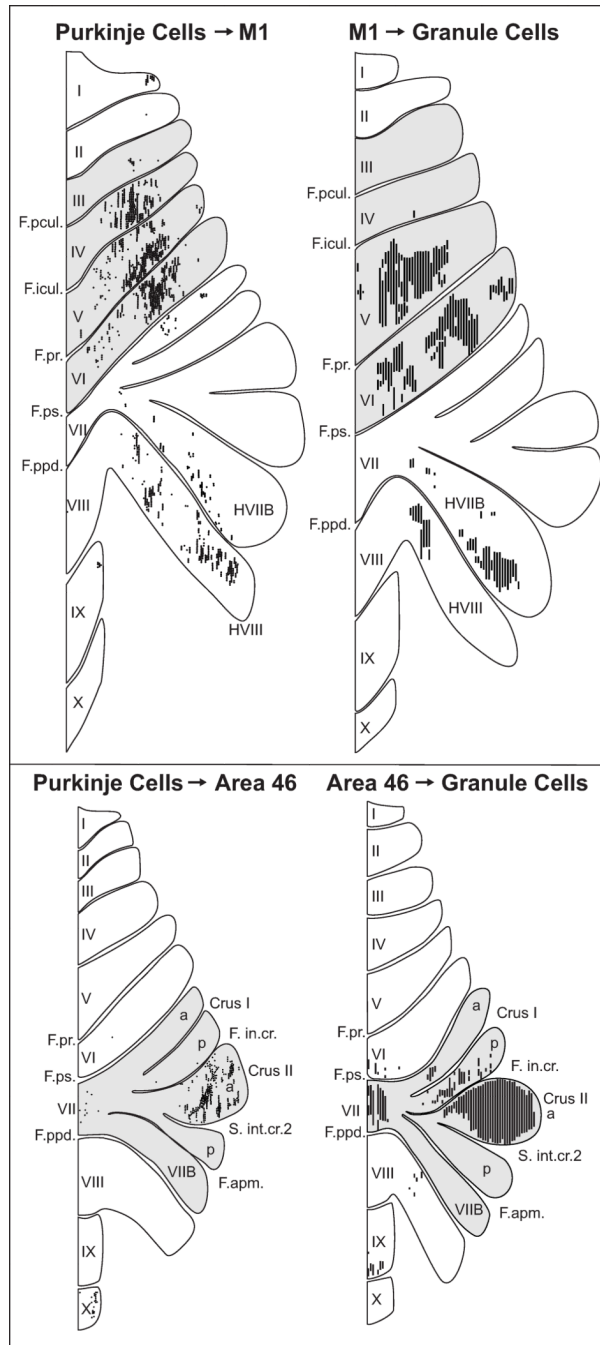 Purkinje Cells → M1
I
II
III
F.pcul.
IV
F.icul.
V
I
F.pr.
VI
F.ps.
VII
F.ppd.
VIII
HVIIB
HVIII
IX
X
M1 → Granule Cells
I
II
III
F.pcul.
IV
F.icul.
V
F.pr.
VI
F.ps.
VII
HVIIB
F.ppd.
VIII
HVIII
IX
X
Purkinje Cells → Area 46
I
II
III
IV
V
a
Crus I
F.pr.
p
F. in.cr.
VI
Crus II
F.ps.
a
VII
S. int.cr.2
F.ppd.
p
VIII
VIIB
F.apm.
IX
X
Area 46 → Granule Cells
I
II
III
IV
V
a
Crus I
F.pr.
p
VI
F. in.cr.
F.ps.
Crus II
VII
a
F.ppd.
S. int.cr.2
p
VIII
VIIB
F.apm.
IX
X